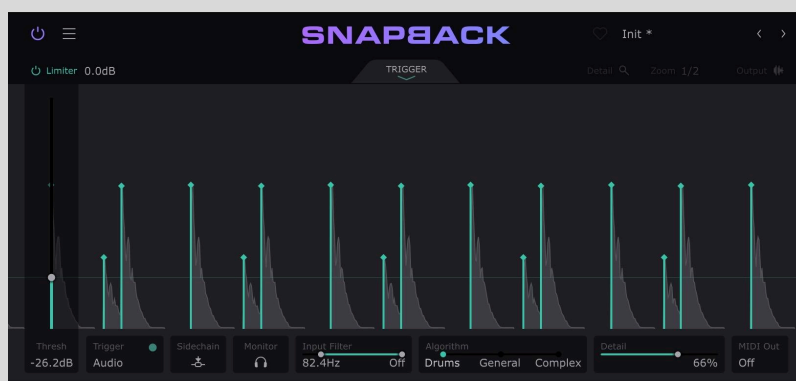 SNAPBACK
Init *
Limiter 0.0dB
TRIGGER
Detail
Zoom 1/2
Output
Thresh
-26.2dB
Trigger
Audio
Sidechain
Monitor
Input Filter
82.4Hz Off
Algorithm
Drums General Complex
Detail
66%
MIDI Out
Off